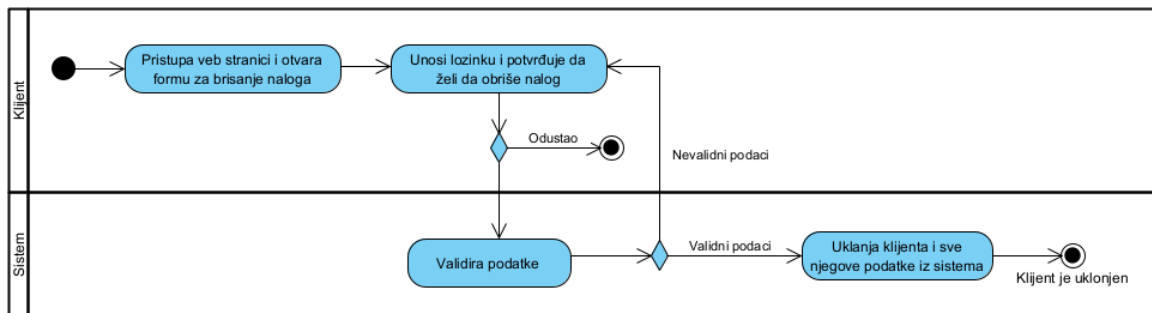 Klijent
Pristupa veb stranici i otvara
formu za brisanje naloga
Unosi lozinku i potvrđuje da
želi da obriše nalog
Odustao
Nevalidni podaci
Sistem
Validira podatke
Validni podaci
Uklanja klijenta i sve
njegove podatke iz sistema
Klijent je uklonjen